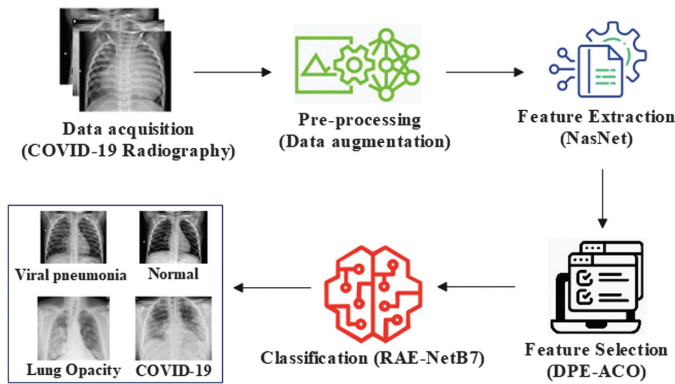 Data acquisition
(COVID-19 Radiography)
Pre-processing
(Data augmentation)
Feature Extraction
(NasNet)
Feature Selection
(DPE-ACO)
Classification (RAE-NetB7)
Viral pneumonia
Normal
Lung Opacity
COVID-19